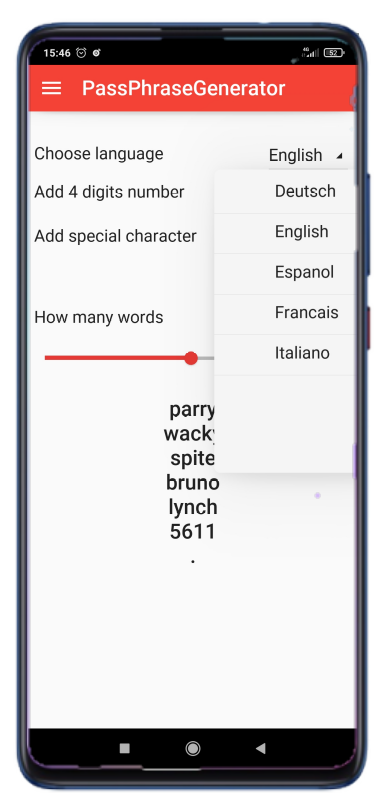 15:46 4G 52
PassPhraseGenerator
Choose language English
Deutsch
Add 4 digits number
English
Add special character
Espanol
Francais
How many words
Italiano
parry
wacky
spite
bruno
lynch
5611
.